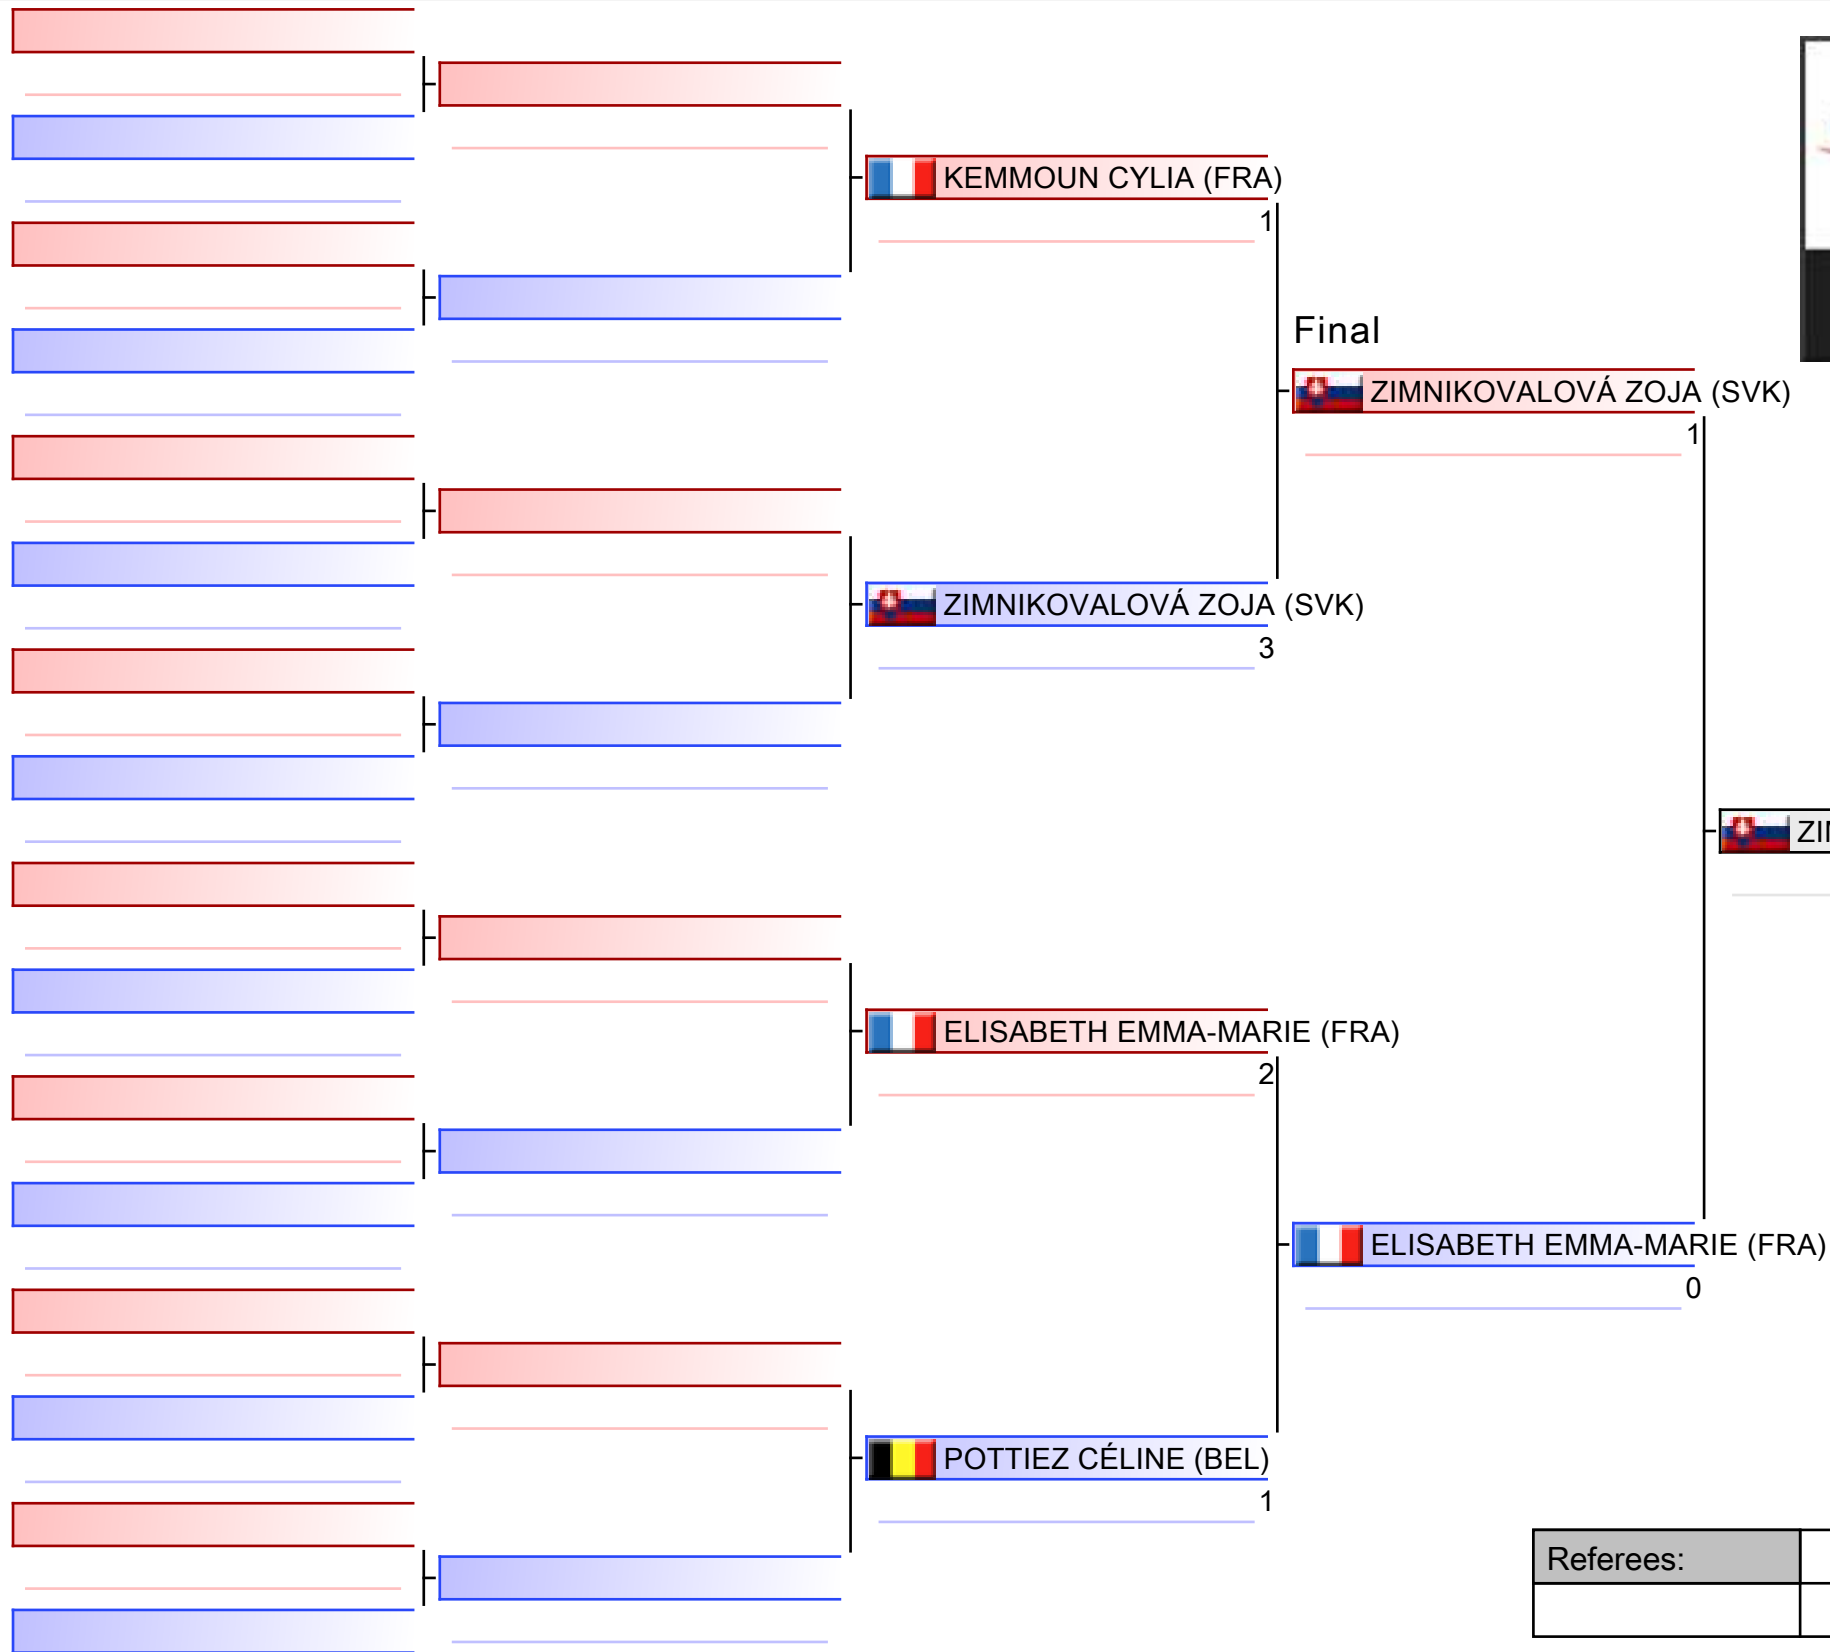 KEMMOUN CYLIA (FRA)
1
Final
ZIMNIKOVALOVÁ ZOJA (SVK)
1
ZIMNIKOVALOVÁ ZOJA (SVK)
3
ELISABETH EMMA-MARIE (FRA)
2
ELISABETH EMMA-MARIE (FRA)
0
POTTIEZ CÉLINE (BEL)
1
Referees: